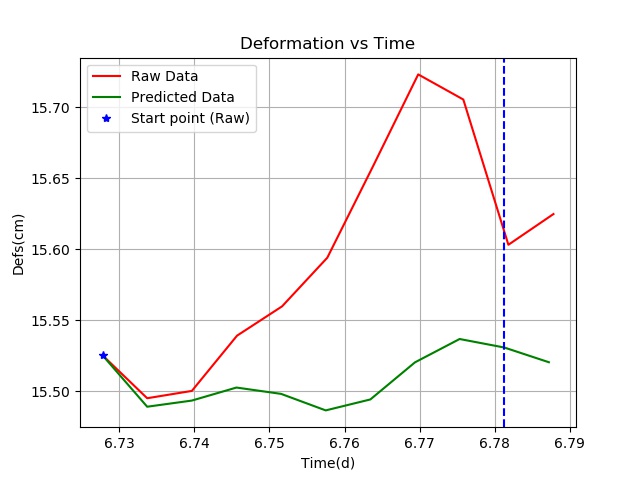 Deformation vs Time
Raw Data
Predicted Data
Start point (Raw)
Defs(cm)
15.70
15.65
15.60
15.55
15.50
6.73 6.74 6.75 6.76 6.77 6.78 6.79
Time(d)